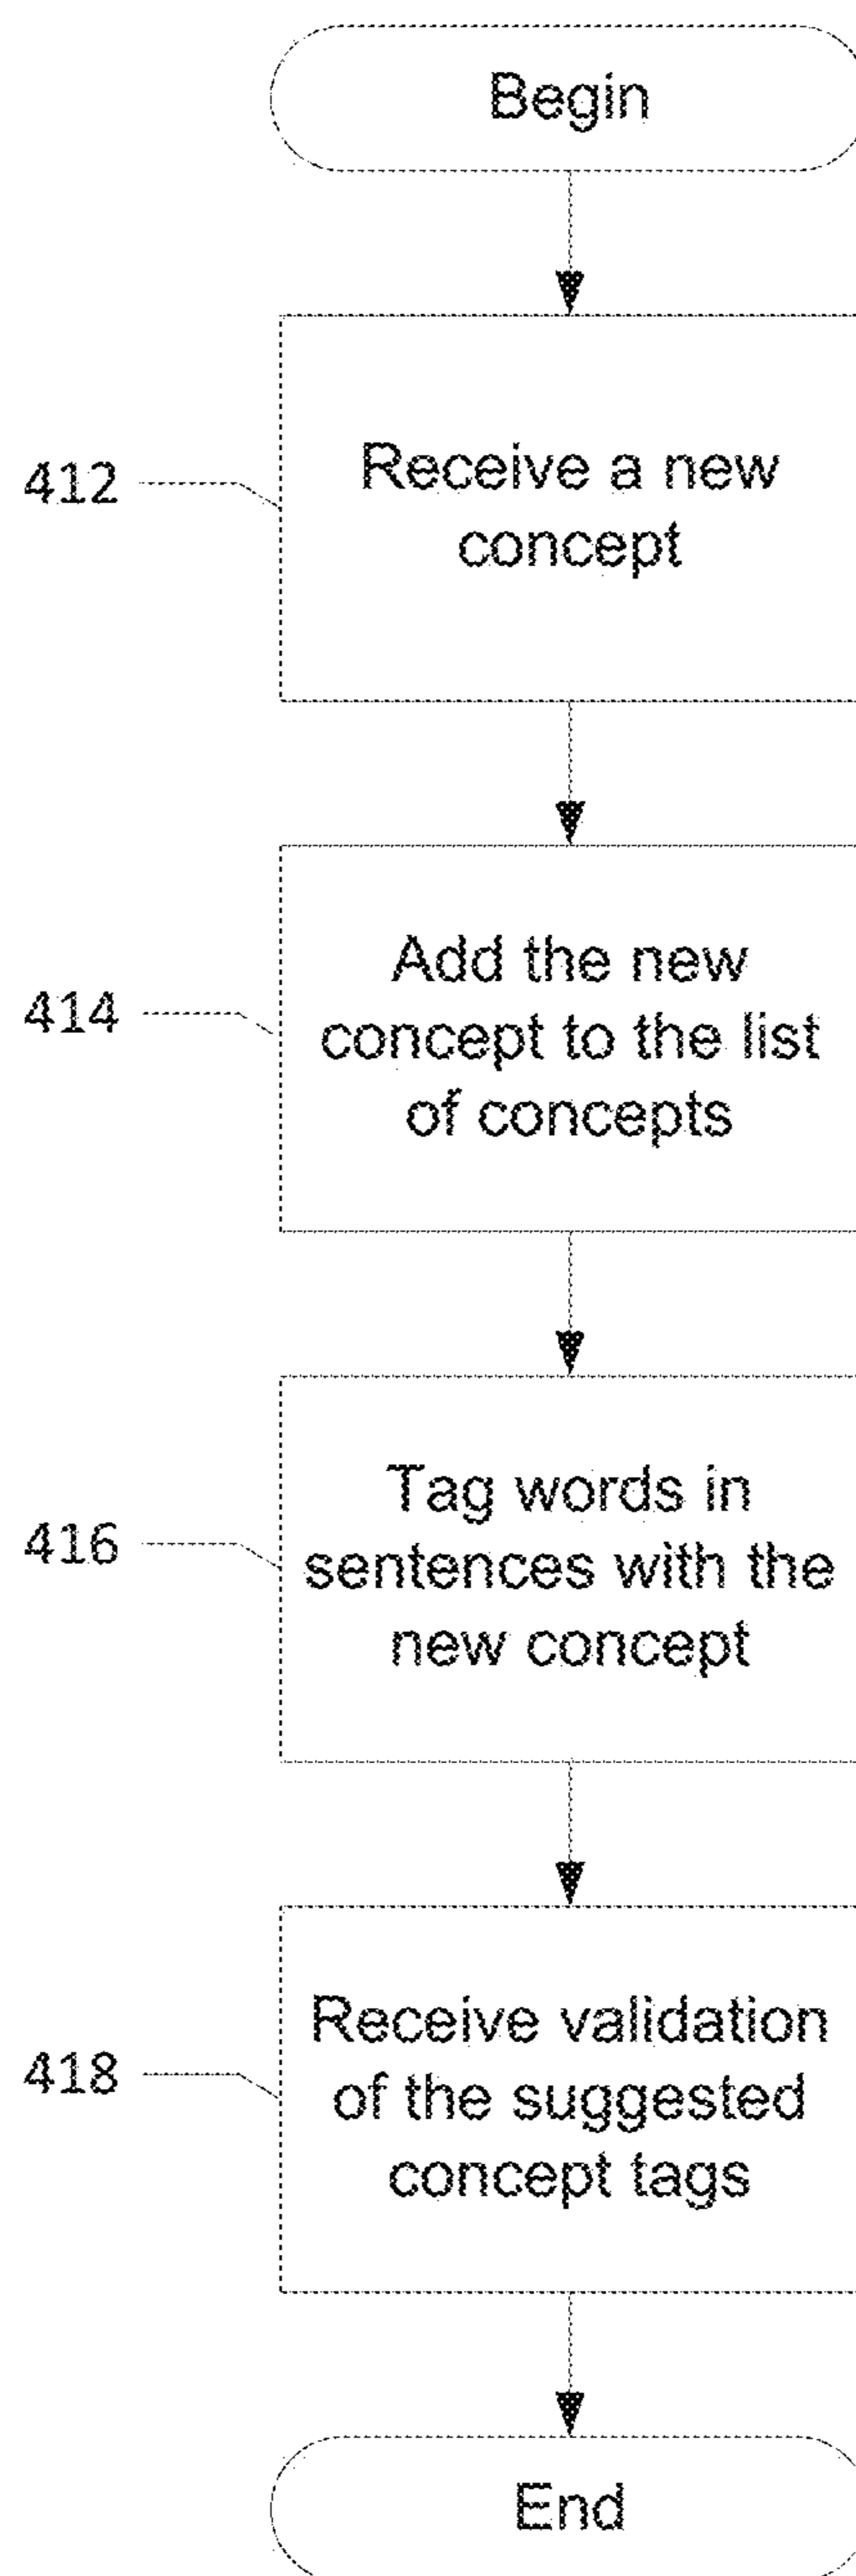 Begin
412
Receive a new
concept
414
Add the new
concept to the list
of concepts
416
Tag words in
sentences with the
new concept
418
Receive validation
of the suggested
concept tags
End